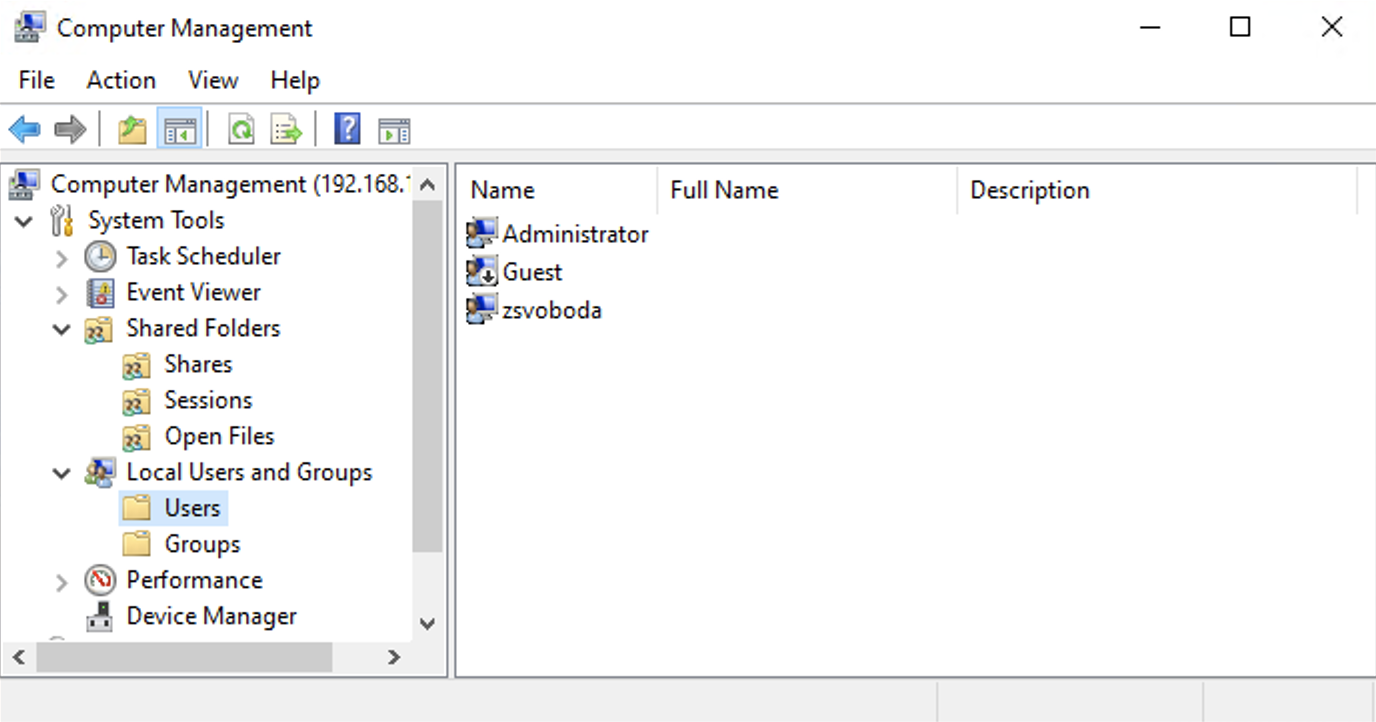 Computer Management
File Action View Help
Computer Management (192.168.1
System Tools
Task Scheduler
Event Viewer
Shared Folders
Shares
Sessions
Open Files
Local Users and Groups
Users
Groups
Performance
Device Manager
Name Full Name Description
Administrator
Guest
zsvoboda